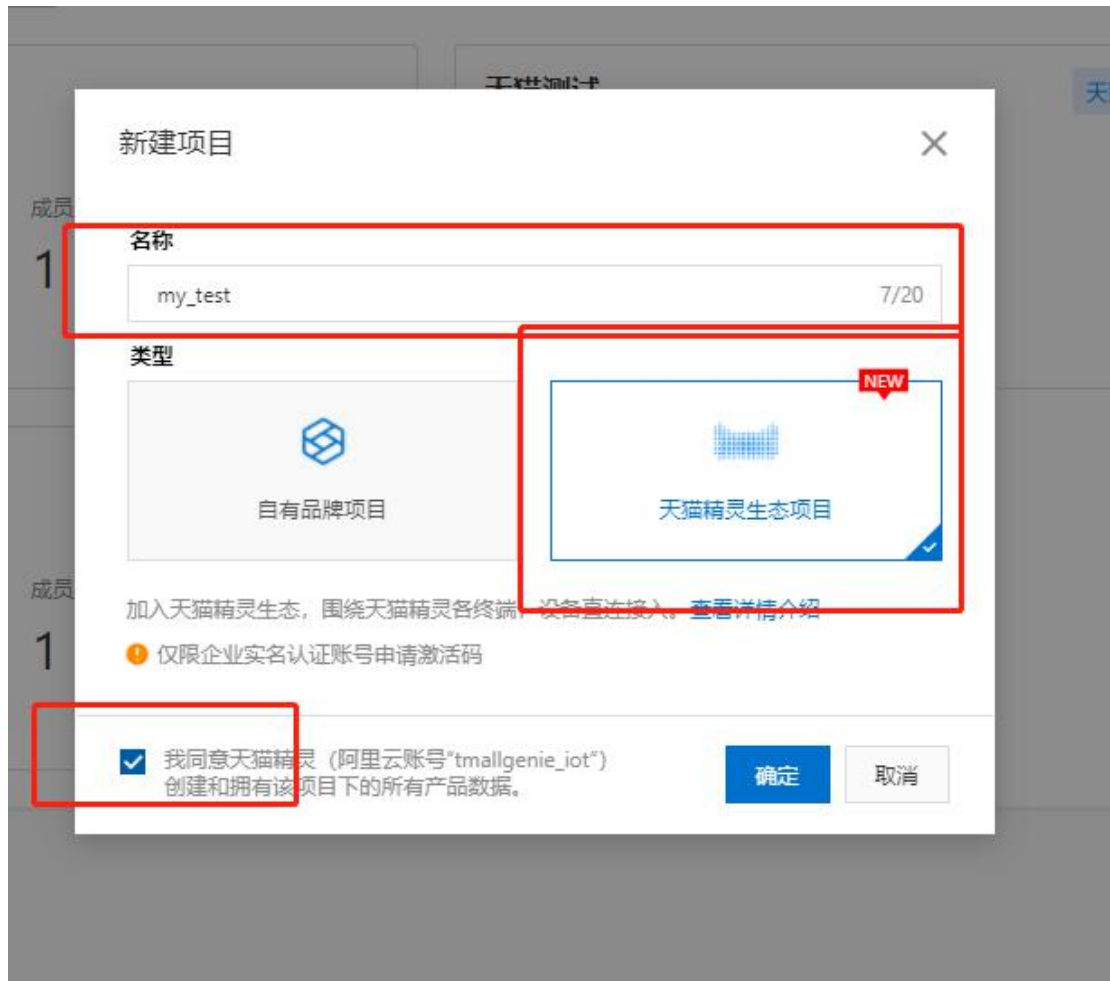 天猫测试
天
新建项目
成员
1
名称
my_test 7/20
类型
NEW
自有品牌项目
天猫精灵生态项目
加入天猫精灵生态，围绕天猫精灵各终端，设备直连接入。查看详情介绍
仅限企业实名认证账号申请激活码
成员
1
我同意天猫精灵（阿里云账号“tmallgenie_iot“）
创建和拥有该项目下的所有产品数据。
确定 取消